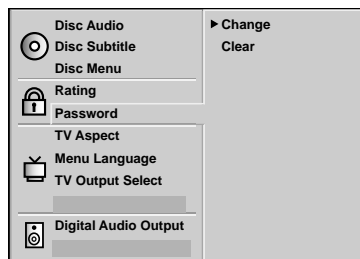 Disc Audio
Disc Subtitle
Disc Menu
Rating
Password
TV Aspect
Menu Language
TV Output Select
Digital Audio Output
Change
Clear